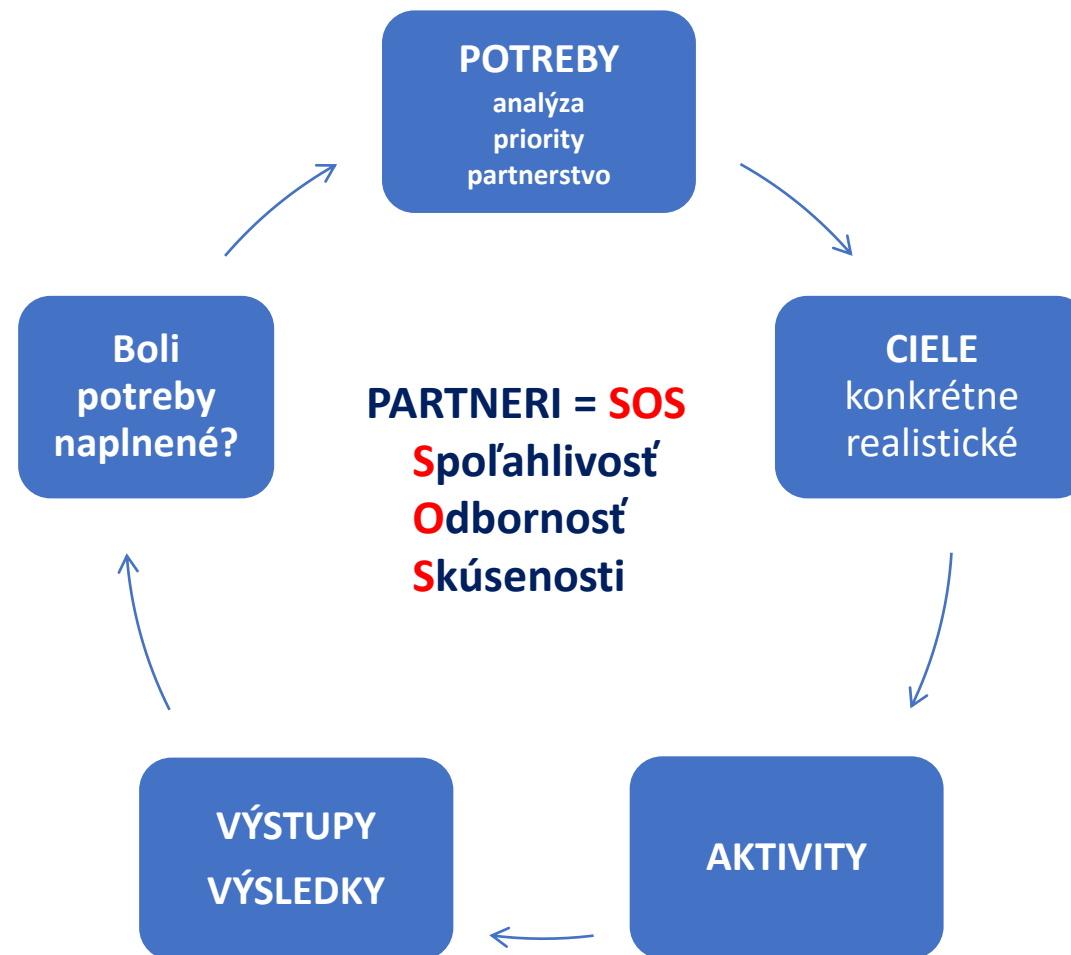 POTREBY
analýza
priority
partnerstvo
CIELE
konkrétne
realistické
AKTIVITY
VÝSTUPY
VÝSLEDKY
Boli
potreby
naplnené?
PARTNERI = SOS
Spoľahlivosť
Odbornosť
Skúsenosti